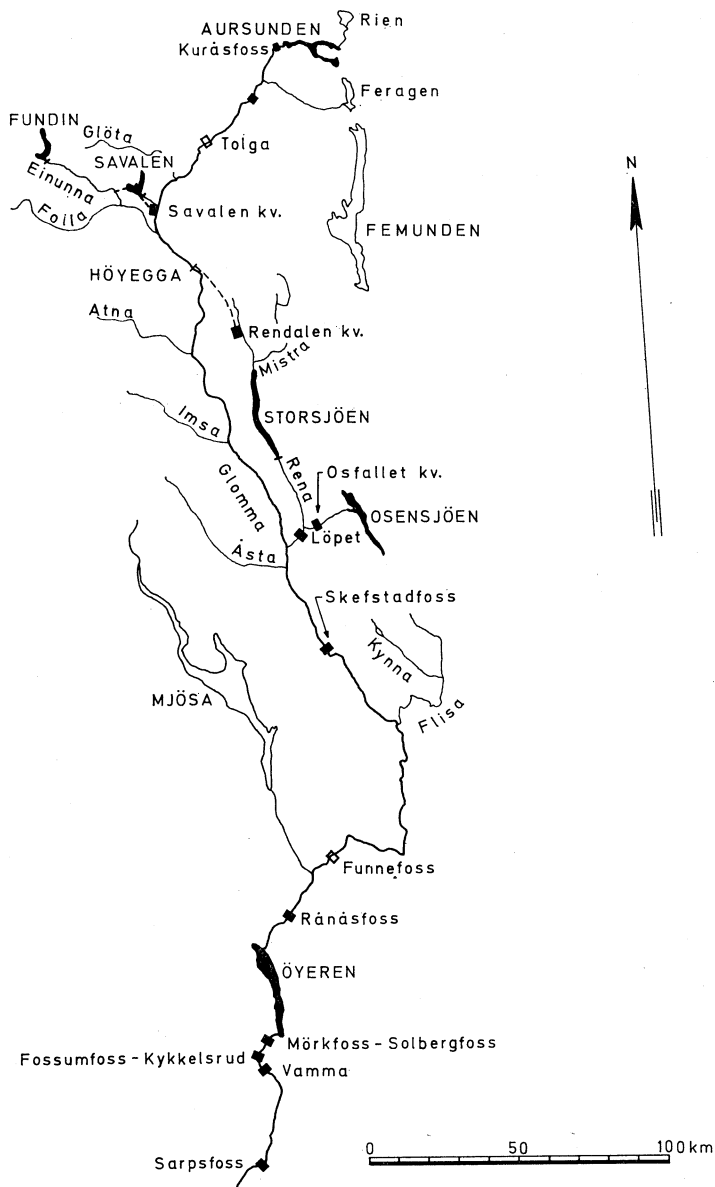 Rien
AURSUNDEN
Kuråsfoss
Feragen
FUNDIN
Glöta
Tolga
SAVALEN
Einunna
Folla
Savalen kv.
FEMUNDEN
N
HÖYEGGA
Atna
Rendalen kv.
Mistra
STORSJÖEN
Imsa
Rena
Glomma
Osfallet kv.
OSENSJÖEN
Löpet
Åsta
Skefstadfoss
Kynna
MJÖSA
Flisa
Funnefoss
Rånåsfoss
ÖYEREN
Mörkfoss - Solbergfoss
Fossumfoss - Kykkelsrud
Vamma
0 50 100 km
Sarpsfoss